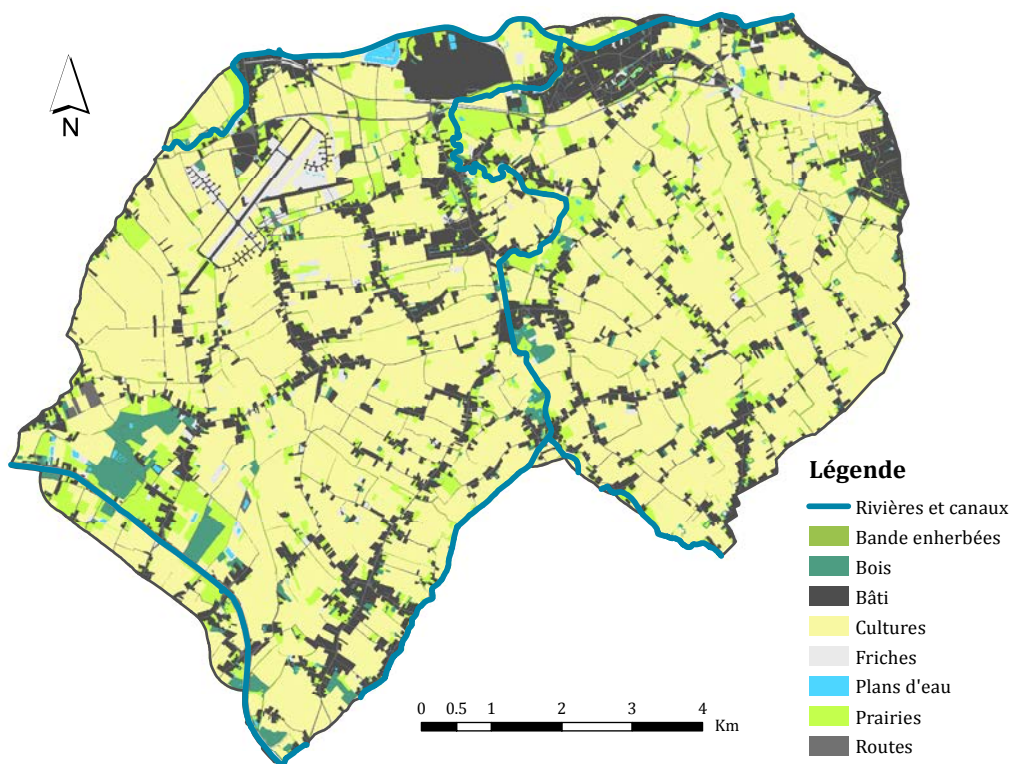 N
Légende
Rivières et canaux
Bande enherbées
Bois
Bâti
Cultures
Friches
Plans d'eau
Prairies
Routes
0 0.5 1 2 3 4
Km